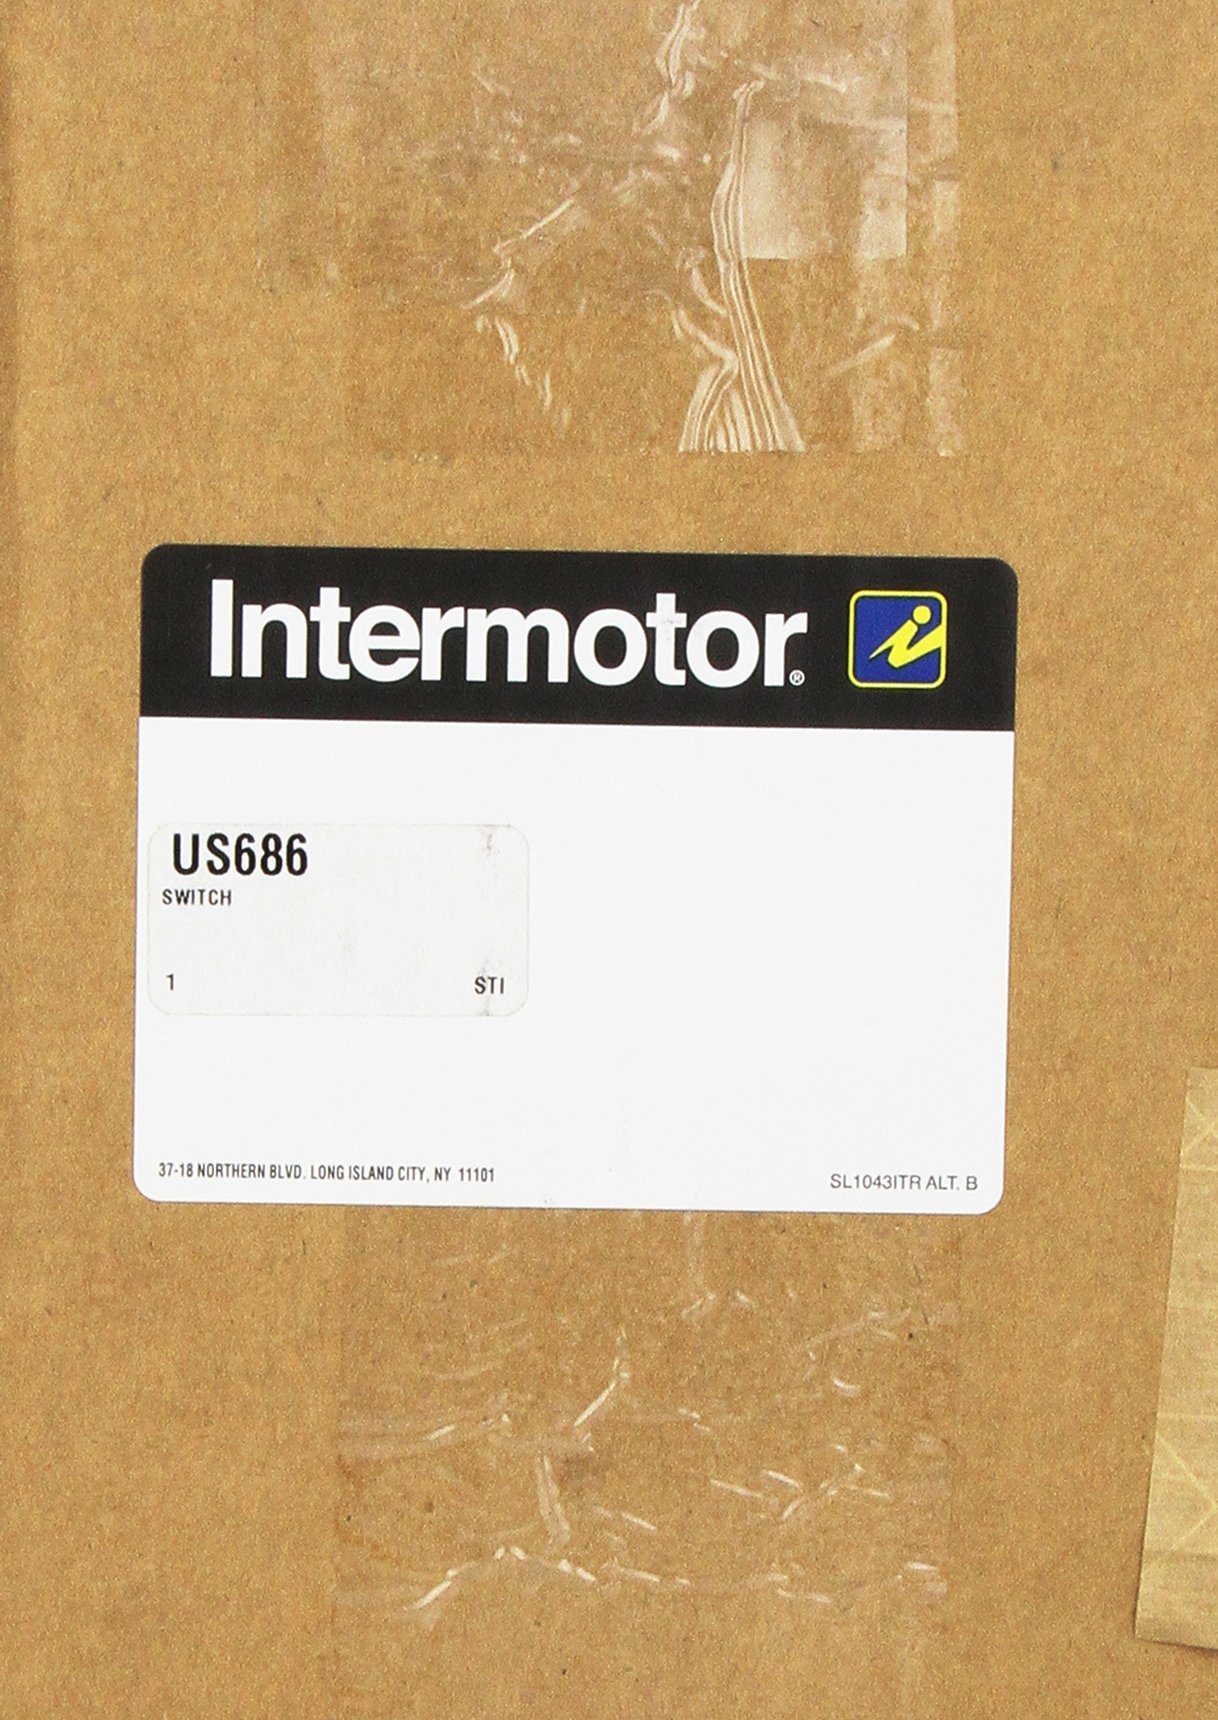 Intermotor®
US686
SWITCH
1 STI
37-18 NORTHERN BLVD. LONG ISLAND CITY, NY 11101
SL1043ITR ALT. B